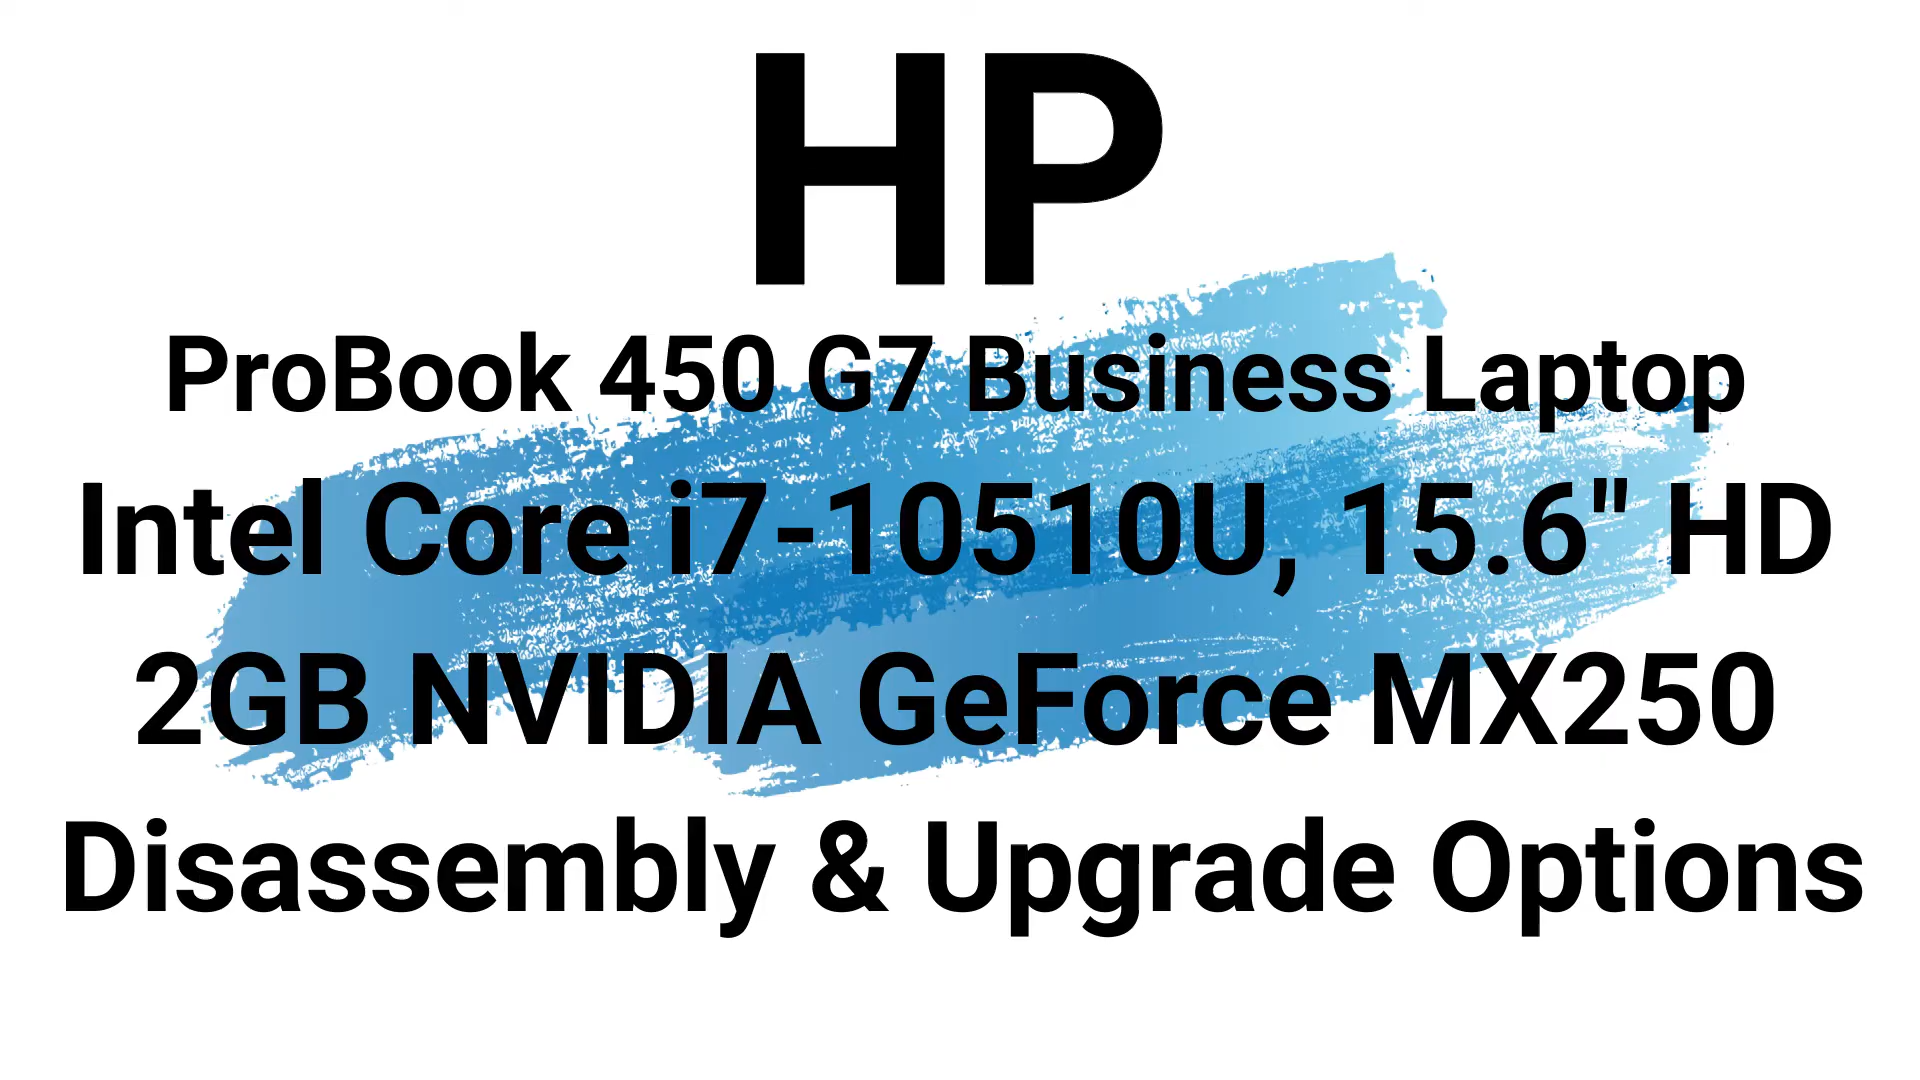 HP
ProBook 450 G7 Business Laptop
Intel Core i7-10510U, 15.6" HD
2GB NVIDIA GeForce MX250
Disassembly & Upgrade Options